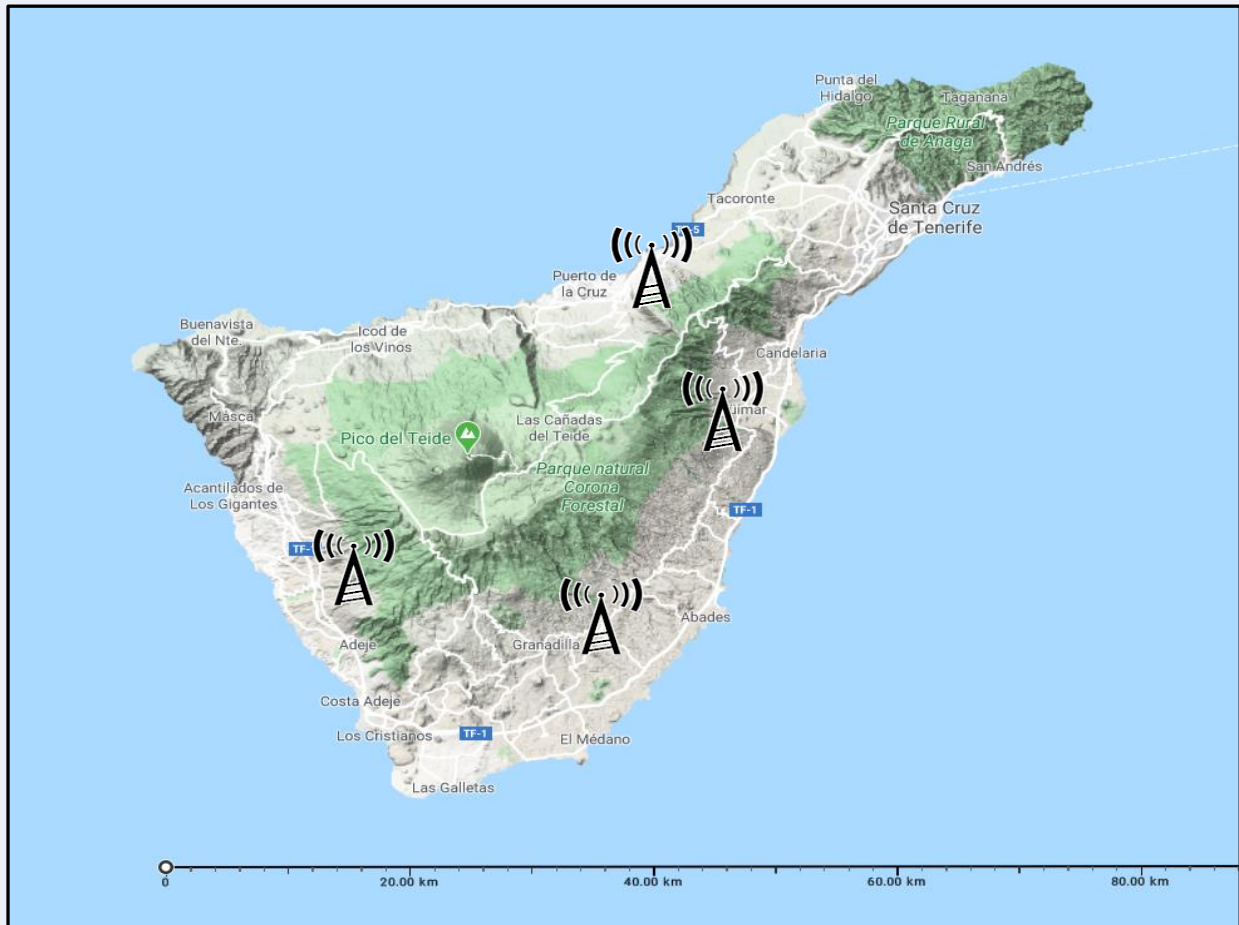 Punta del
Hidalgo
Taganana
Parque Rural
de Anaga
San Andrés
Tacoronte
Santa Cruz
de Tenerife
Puerto de
la Cruz
Buenavista
del Nte.
Icod de
los Vinos
Candelaria
Masca
Las Cañadas
del Teide
Pico del Teide
Parque natural
Corona
Forestal
Acantilados de
Los Gigantes
TF-1
Abades
Adeje
Granadilla
Costa Adeje
Los Cristianos
TF-1
El Médano
Las Galletas
0
20.00 km
40.00 km
60.00 km
80.00 km